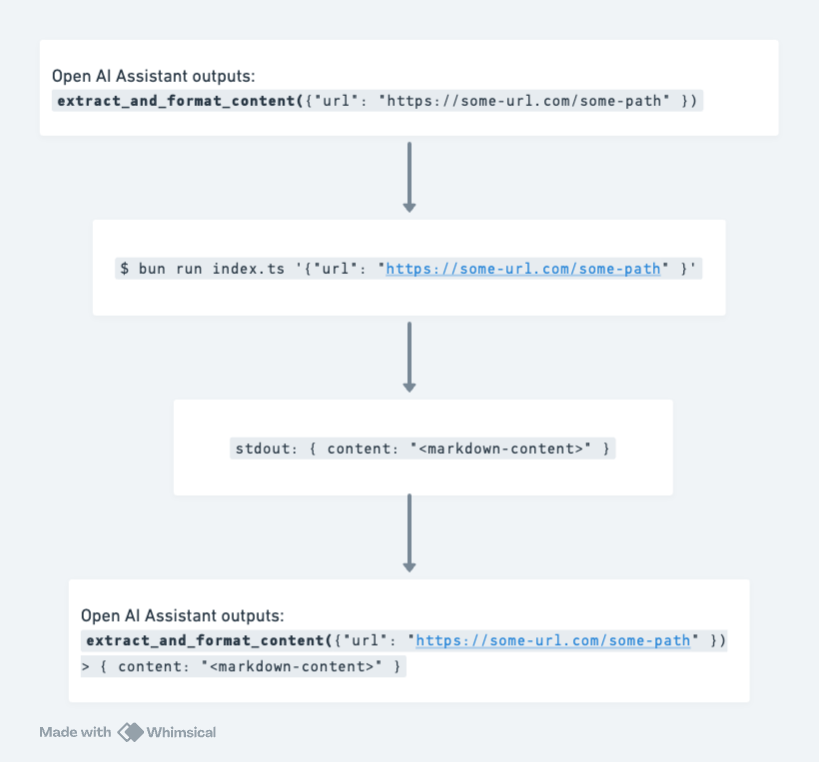 Open AI Assistant outputs:
extract_and_format_content({"url": "https://some-url.com/some-path" })
$ bun run index.ts '{"url": "https://some-url.com/some-path" }'
stdout: { content: "<markdown-content>" }
Open AI Assistant outputs:
extract_and_format_content({"url": "https://some-url.com/some-path" })
> { content: "<markdown-content>" }
Made with Whimsical